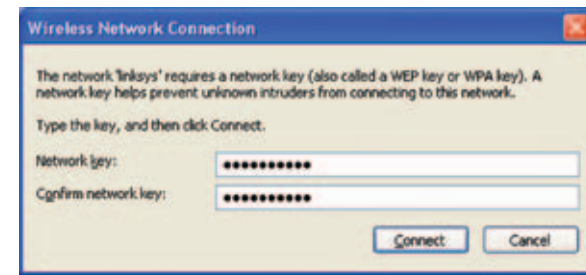 Wireless Network Connection
The network 'linksys' requires a network key (also called a WEP key or WPA key). A
network key helps prevent unknown intruders from connecting to this network.
Type the key, and then click Connect.
Network key: ••••••••••
Confirm network key: ••••••••••
Connect Cancel